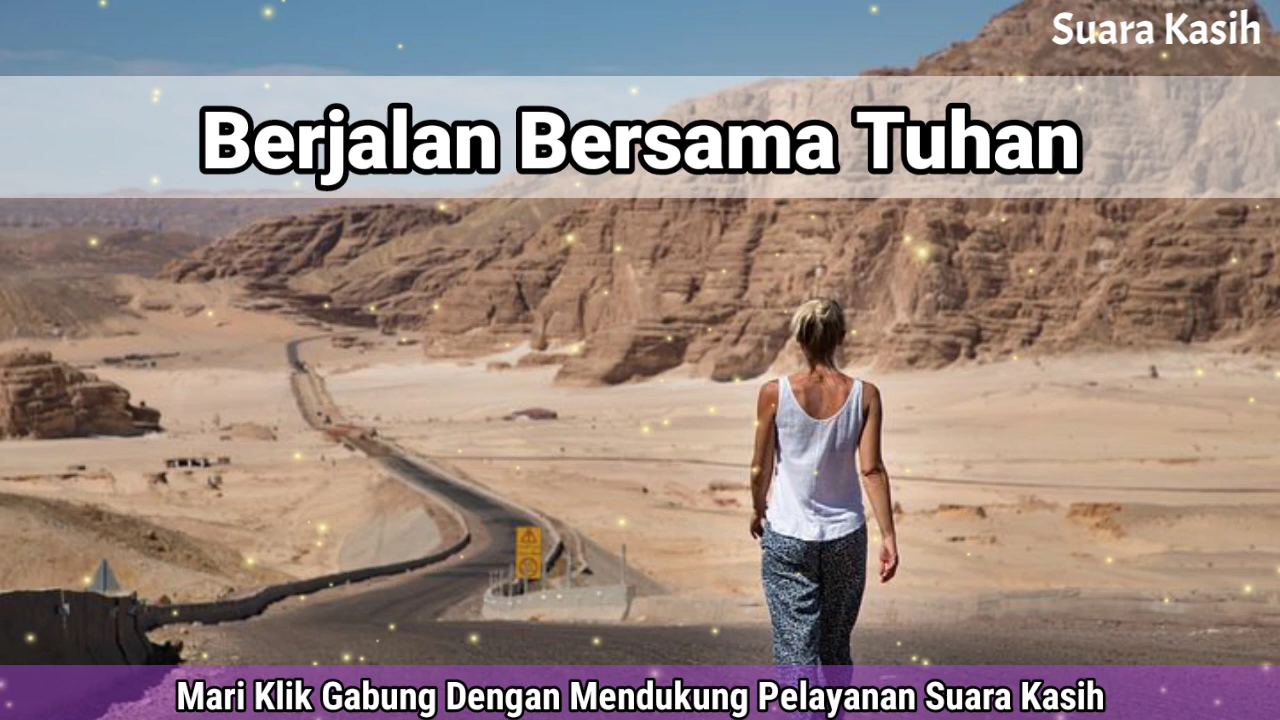 Suara Kasih
Berjalan Bersama Tuhan
Mari Klik Gabung Dengan Mendukung Pelayanan Suara Kasih